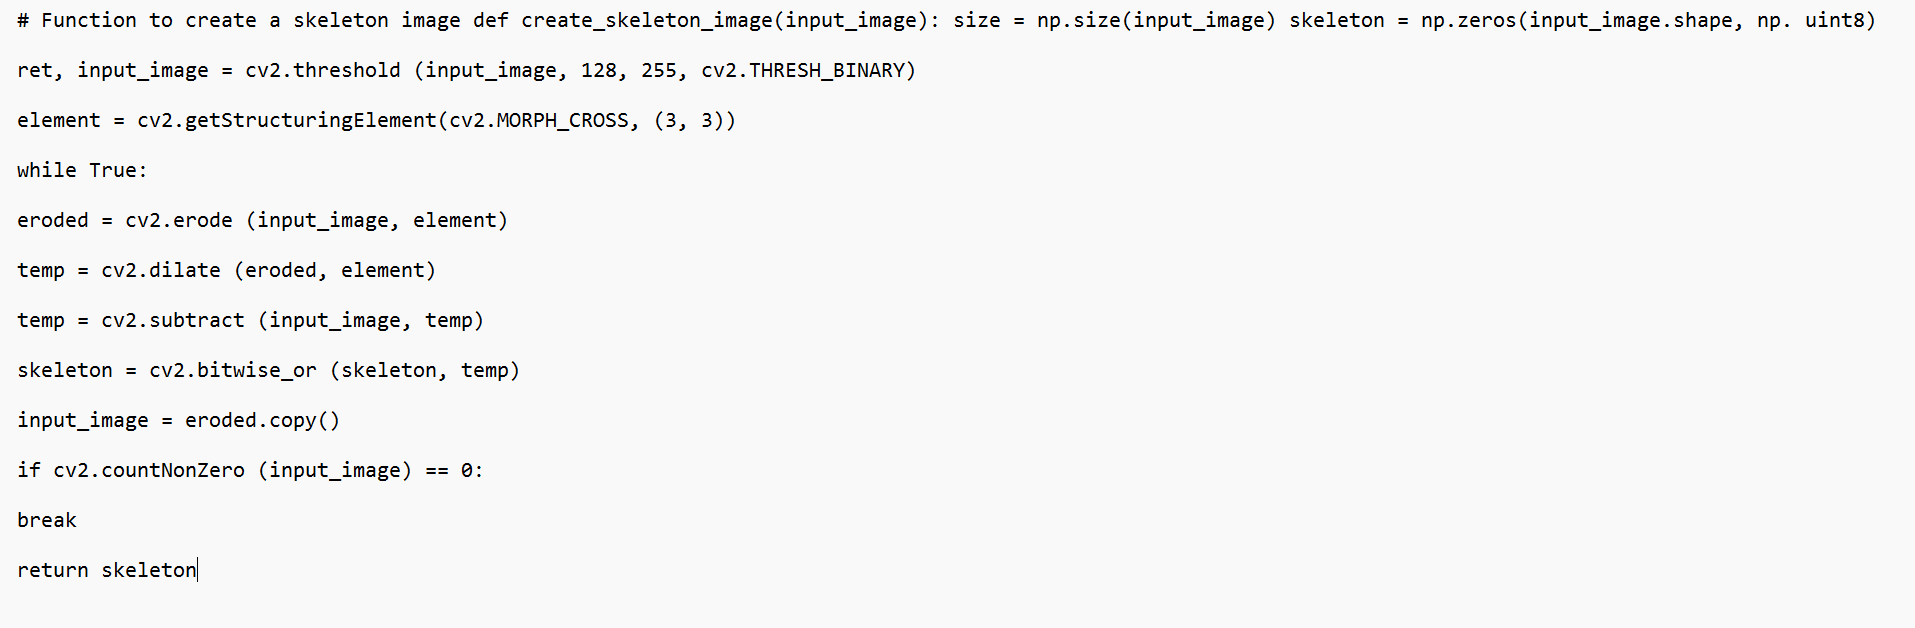 # Function to create a skeleton image def create_skeleton_image(input_image): size = np.size(input_image) skeleton = np.zeros(input_image.shape, np. uint8)
ret, input_image = cv2.threshold (input_image, 128, 255, cv2.THRESH_BINARY)
element = cv2.getStructuringElement(cv2.MORPH_CROSS, (3, 3))
while True:
eroded = cv2.erode (input_image, element)
temp = cv2.dilate (eroded, element)
temp = cv2.subtract (input_image, temp)
skeleton = cv2.bitwise_or (skeleton, temp)
input_image = eroded.copy()
if cv2.countNonZero (input_image) == 0:
break
return skeleton